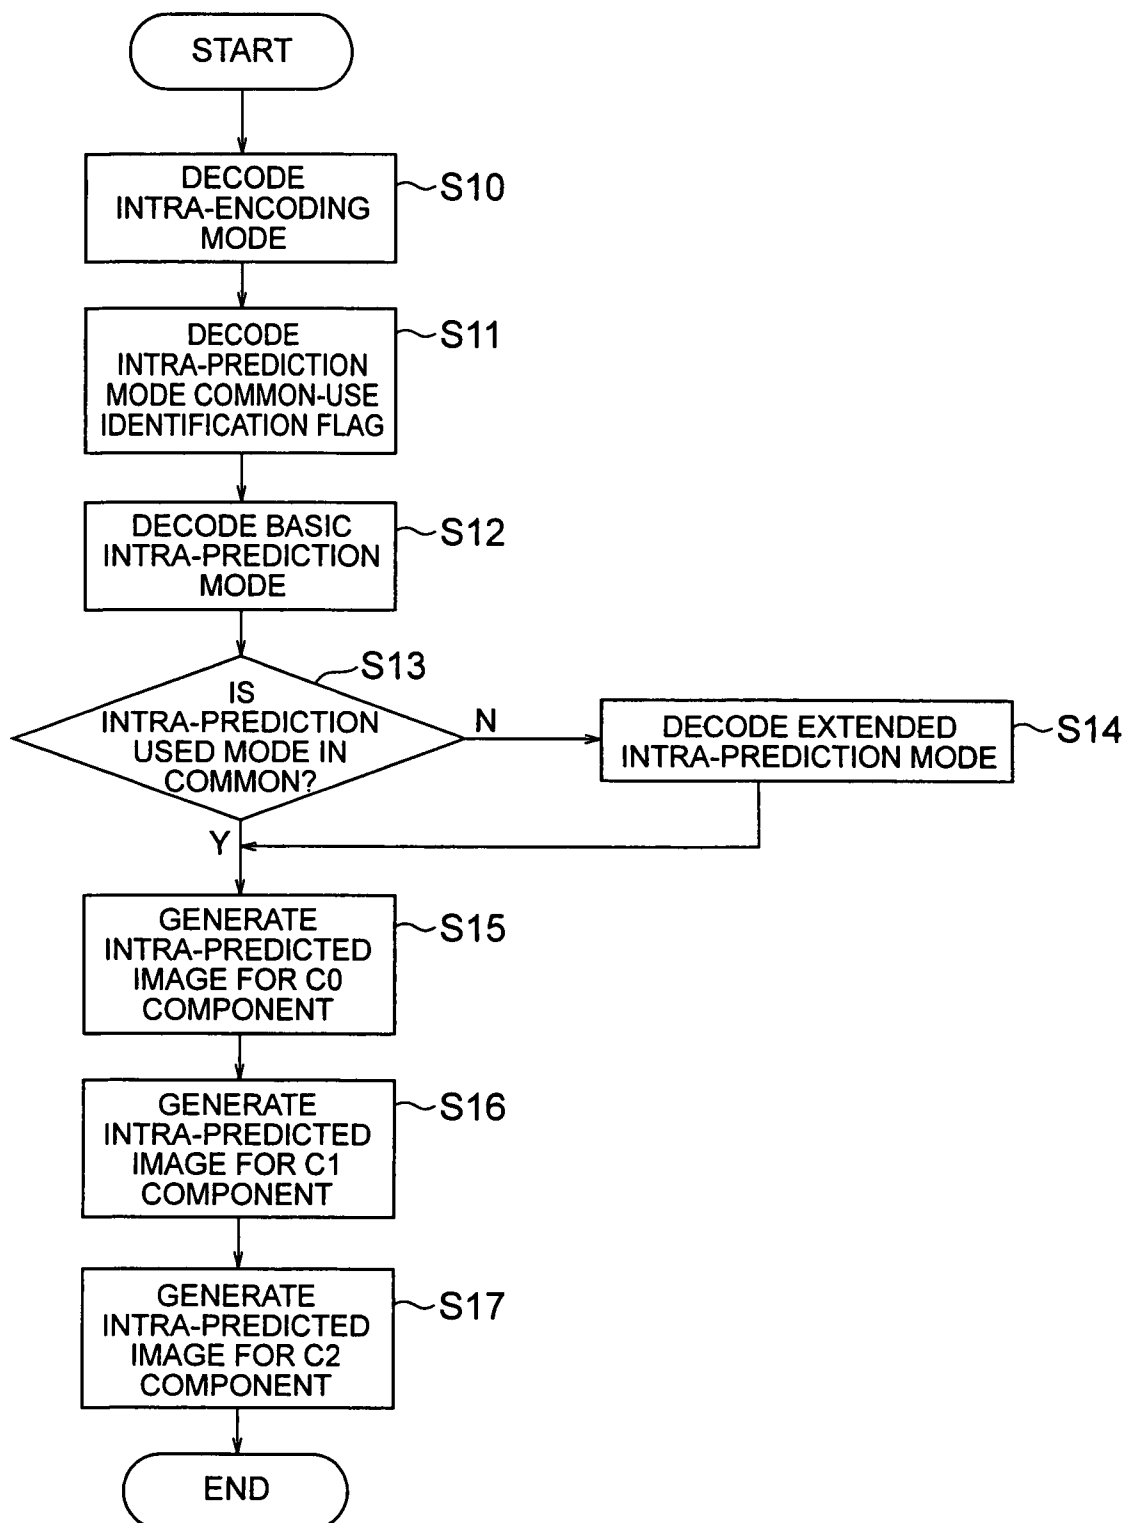 START
DECODE
INTRA-ENCODING
MODE
S10
DECODE
INTRA-PREDICTION
MODE COMMON-USE
IDENTIFICATION FLAG
S11
DECODE BASIC
INTRA-PREDICTION
MODE
S12
IS
INTRA-PREDICTION
USED MODE IN
COMMON?
S13
N
DECODE EXTENDED
INTRA-PREDICTION MODE
S14
Y
GENERATE
INTRA-PREDICTED
IMAGE FOR C0
COMPONENT
S15
GENERATE
INTRA-PREDICTED
IMAGE FOR C1
COMPONENT
S16
GENERATE
INTRA-PREDICTED
IMAGE FOR C2
COMPONENT
S17
END